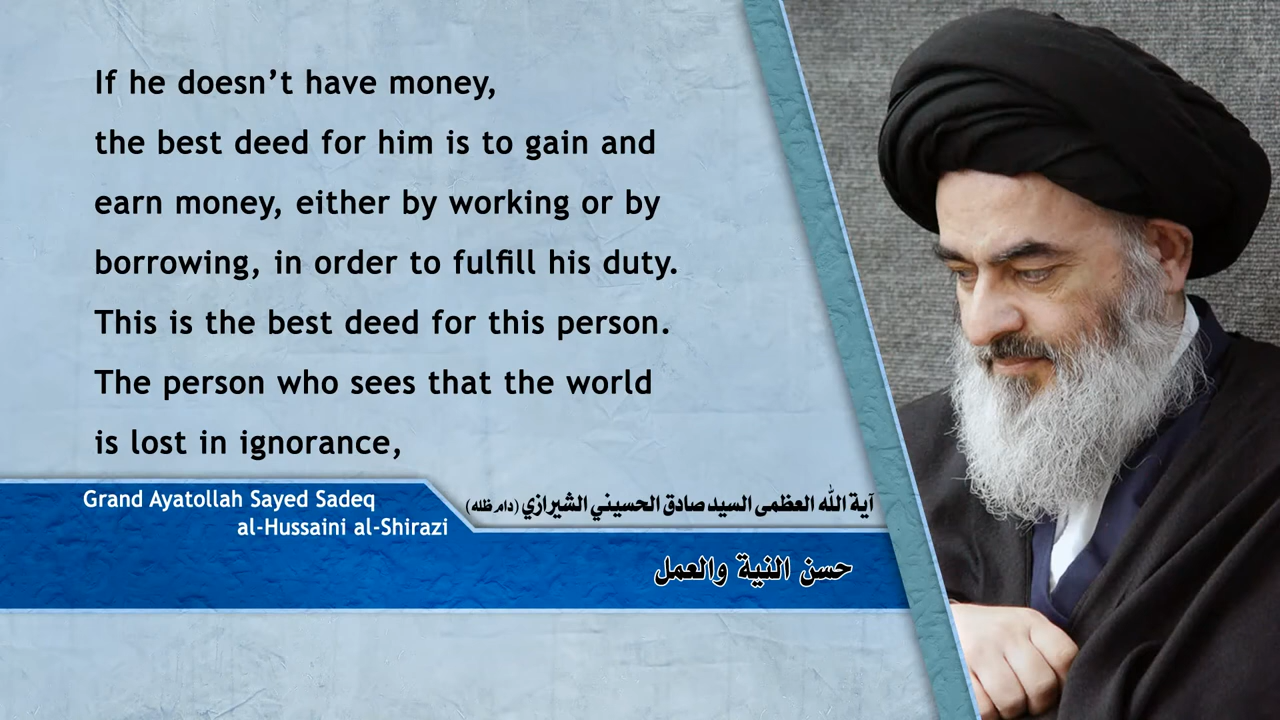 If he doesn’t have money,
the best deed for him is to gain and
earn money, either by working or by
borrowing, in order to fulfill his duty.
This is the best deed for this person.
The person who sees that the world
is lost in ignorance,
Grand Ayatollah Sayed Sadeq
al-Hussaini al-Shirazi
آية الله العظمى السيد صادق الحسيني الشيرازي (دام ظله)
حسن النية والعمل